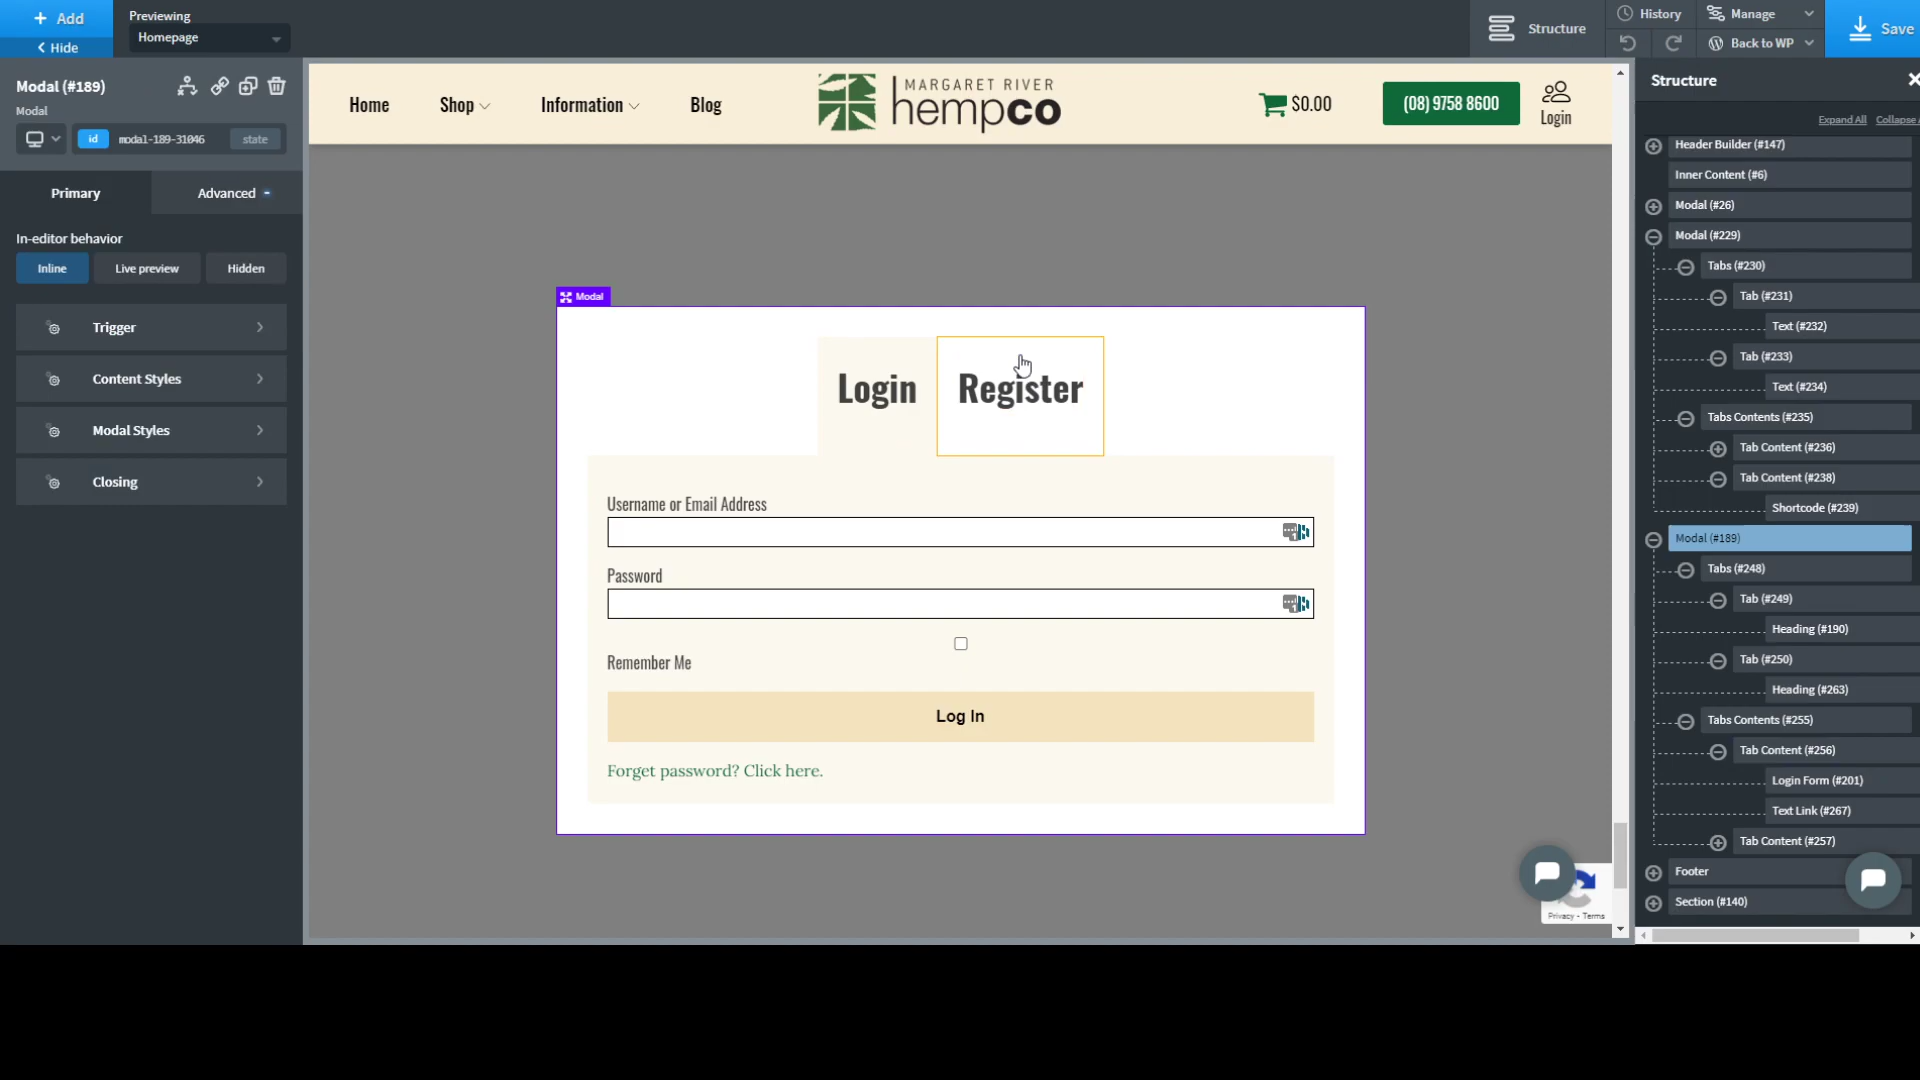 Add
Hide
Previewing
Homepage
Structure
History
Manage
Back to WP
Save
Modal (#189)
Modal
id modal-189-31046 state
Primary Advanced
In-editor behavior
Inline Live preview Hidden
Trigger
Content Styles
Modal Styles
Closing
Home Shop Information Blog
MARGARET RIVER
hempco
$0.00
(08) 9758 8600
Login
Modal
Login Register
Username or Email Address
Password
Remember Me
Log In
Forget password? Click here.
Privacy - Terms
Structure
Expand All Collapse
Header Builder (#147)
Inner Content (#6)
Modal (#26)
Modal (#229)
Tabs (#230)
Tab (#231)
Text (#232)
Tab (#233)
Text (#234)
Tabs Contents (#235)
Tab Content (#236)
Tab Content (#238)
Shortcode (#239)
Modal (#189)
Tabs (#248)
Tab (#249)
Heading (#190)
Tab (#250)
Heading (#263)
Tabs Contents (#255)
Tab Content (#256)
Login Form (#201)
Text Link (#267)
Tab Content (#257)
Footer
Section (#140)